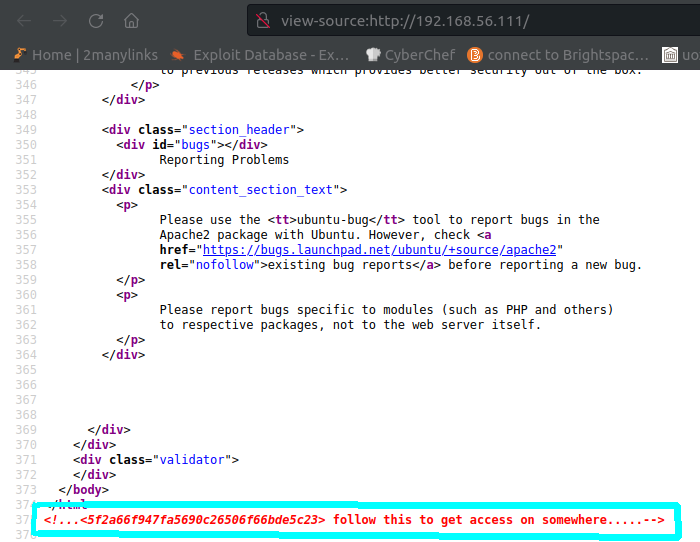 view-source:http://192.168.56.111/
Home | 2manylinks Exploit Database - Ex… CyberChef connect to Brightspac… uo
345 to previous releases which provides better security out of the box.
346 </p>
347 </div>
348
349 <div class="section_header">
350 <div id="bugs"></div>
351 Reporting Problems
352 </div>
353 <div class="content_section_text">
354 <p>
355 Please use the <tt>ubuntu-bug</tt> tool to report bugs in the
356 Apache2 package with Ubuntu. However, check <a
357 href="https://bugs.launchpad.net/ubuntu/+source/apache2"
358 rel="nofollow">existing bug reports</a> before reporting a new bug.
359 </p>
360 <p>
361 Please report bugs specific to modules (such as PHP and others)
362 to respective packages, not to the web server itself.
363 </p>
364 </div>
365
366
367
368
369 </div>
370 </div>
371 <div class="validator">
372 </div>
373 </body>
374 </html
375 <!...<5f2a66f947fa5690c26506f66bde5c23> follow this to get access on somewhere.....-->
376